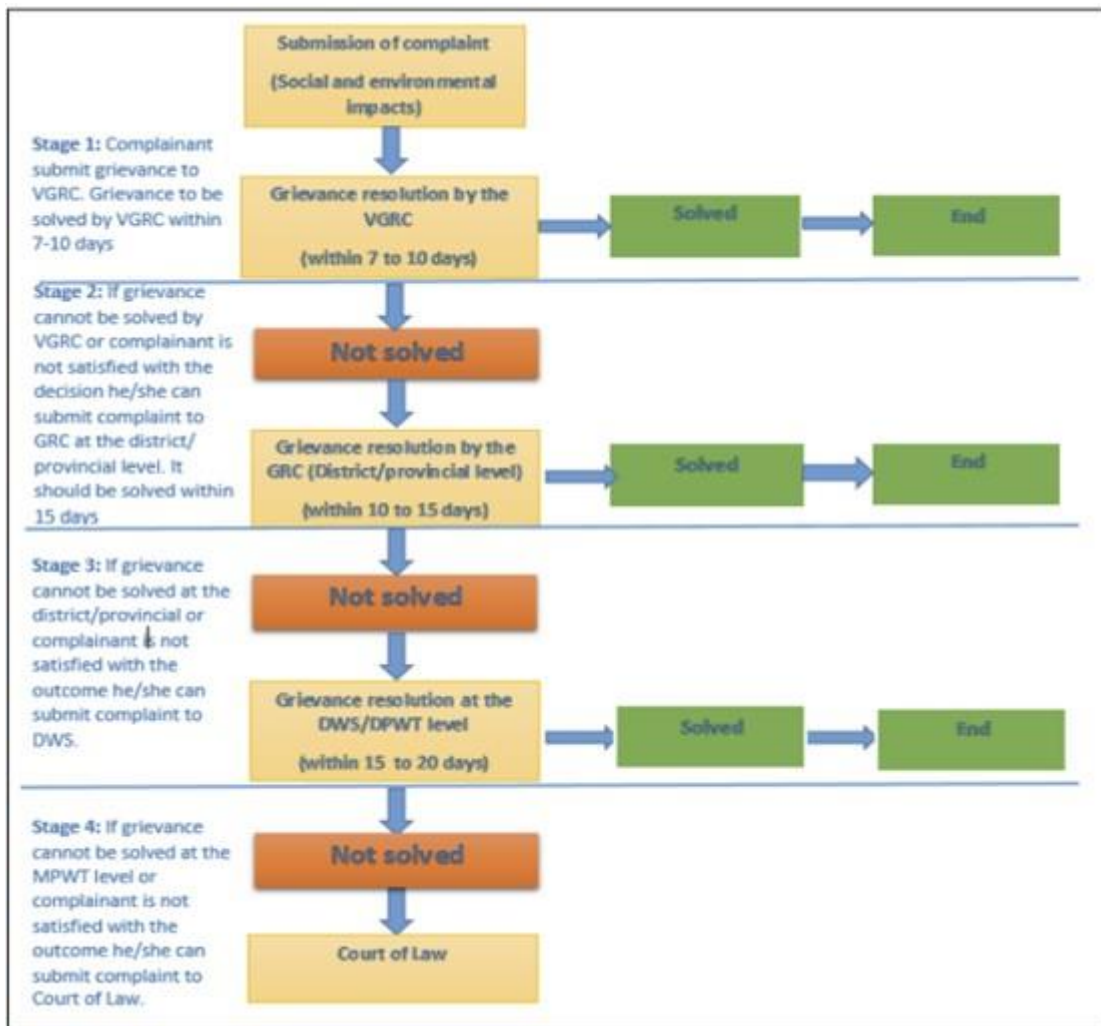 Submission of complaint
(Social and environmental
impacts)
Stage 1: Complainant
submit grievance to
VGRC. Grievance to be
solved by VGRC within
7-10 days
Grievance resolution by the
VGRC
(within 7 to 10 days)
Solved
End
Stage 2: If grievance
cannot be solved by
VGRC or complainant is
not satisfied with the
decision he/she can
submit complaint to
GRC at the district/
provincial level. It
should be solved within
15 days
Not solved
Grievance resolution by the
GRC (District/provincial level)
(within 10 to 15 days)
Solved
End
Stage 3: If grievance
cannot be solved at the
district/provincial or
complainant is not
satisfied with the
outcome he/she can
submit complaint to
DWS.
Not solved
Grievance resolution at the
DWS/DPWT level
(within 15 to 20 days)
Solved
End
Stage 4: If grievance
cannot be solved at the
MPWT level or
complainant is not
satisfied with the
outcome he/she can
submit complaint to
Court of Law.
Not solved
Court of Law